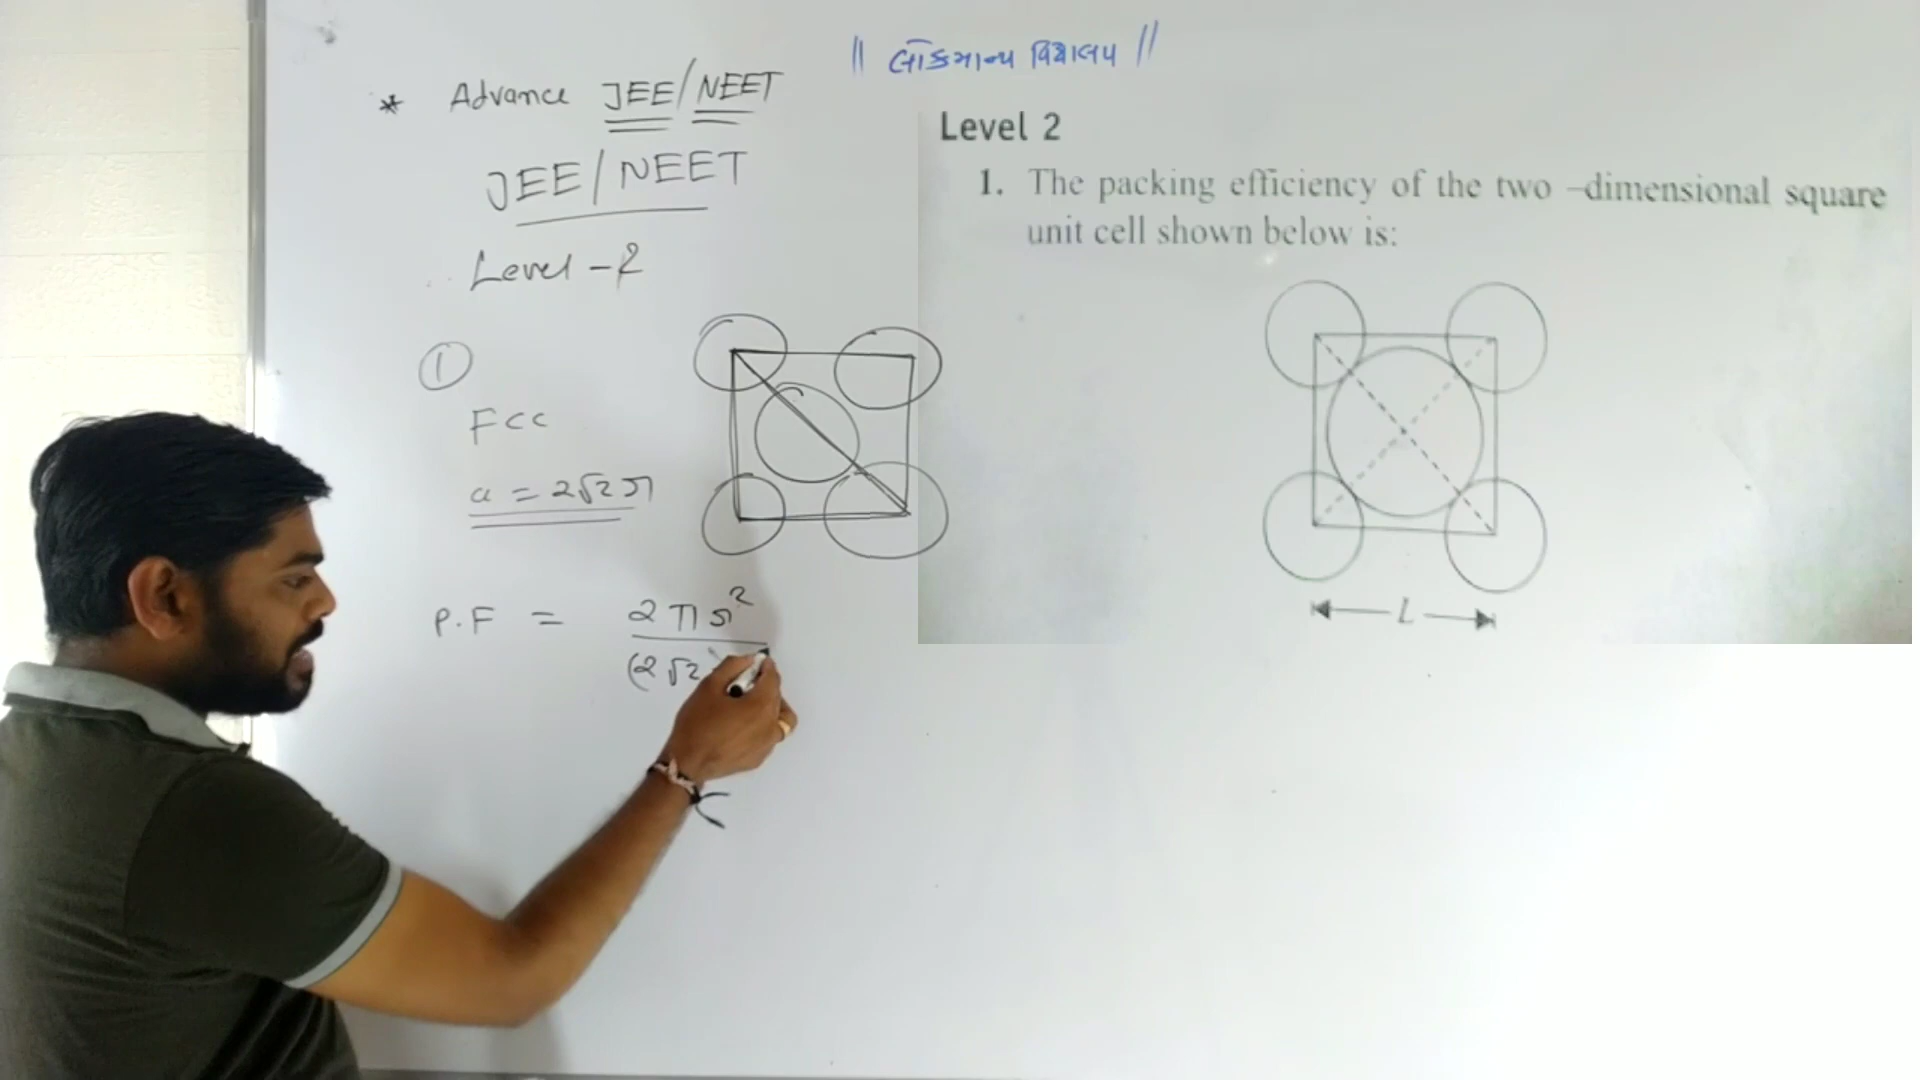 || લોકમાન્ય વિદ્યાલય ||
* Advance JEE/NEET
JEE/NEET
Level-2
①
FCC
a = 2√2r
P.F = 2πr²
(2√2
Level 2
1. The packing efficiency of the two –dimensional square
unit cell shown below is:
L